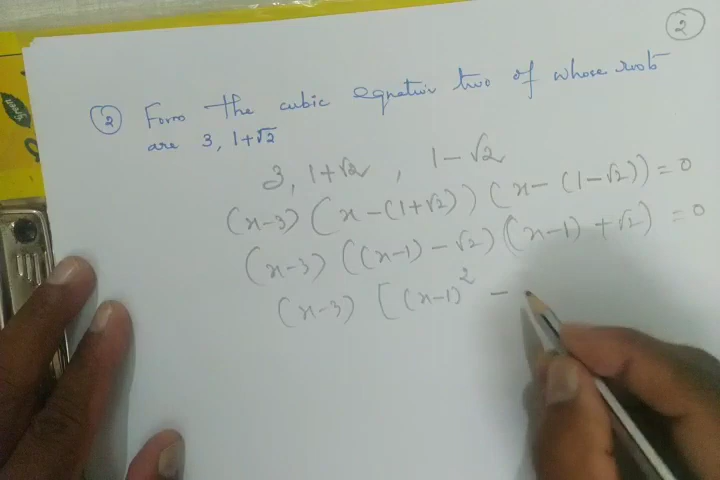 2
2 Form the cubic equation two of whose roots
are 3, 1+√2
3, 1+√2 , 1-√2
(x-3) (x-(1+√2)) (x-(1-√2)) = 0
(x-3) ((x-1)-√2) (x-1)+√2) = 0
(x-3) [(x-1)² -